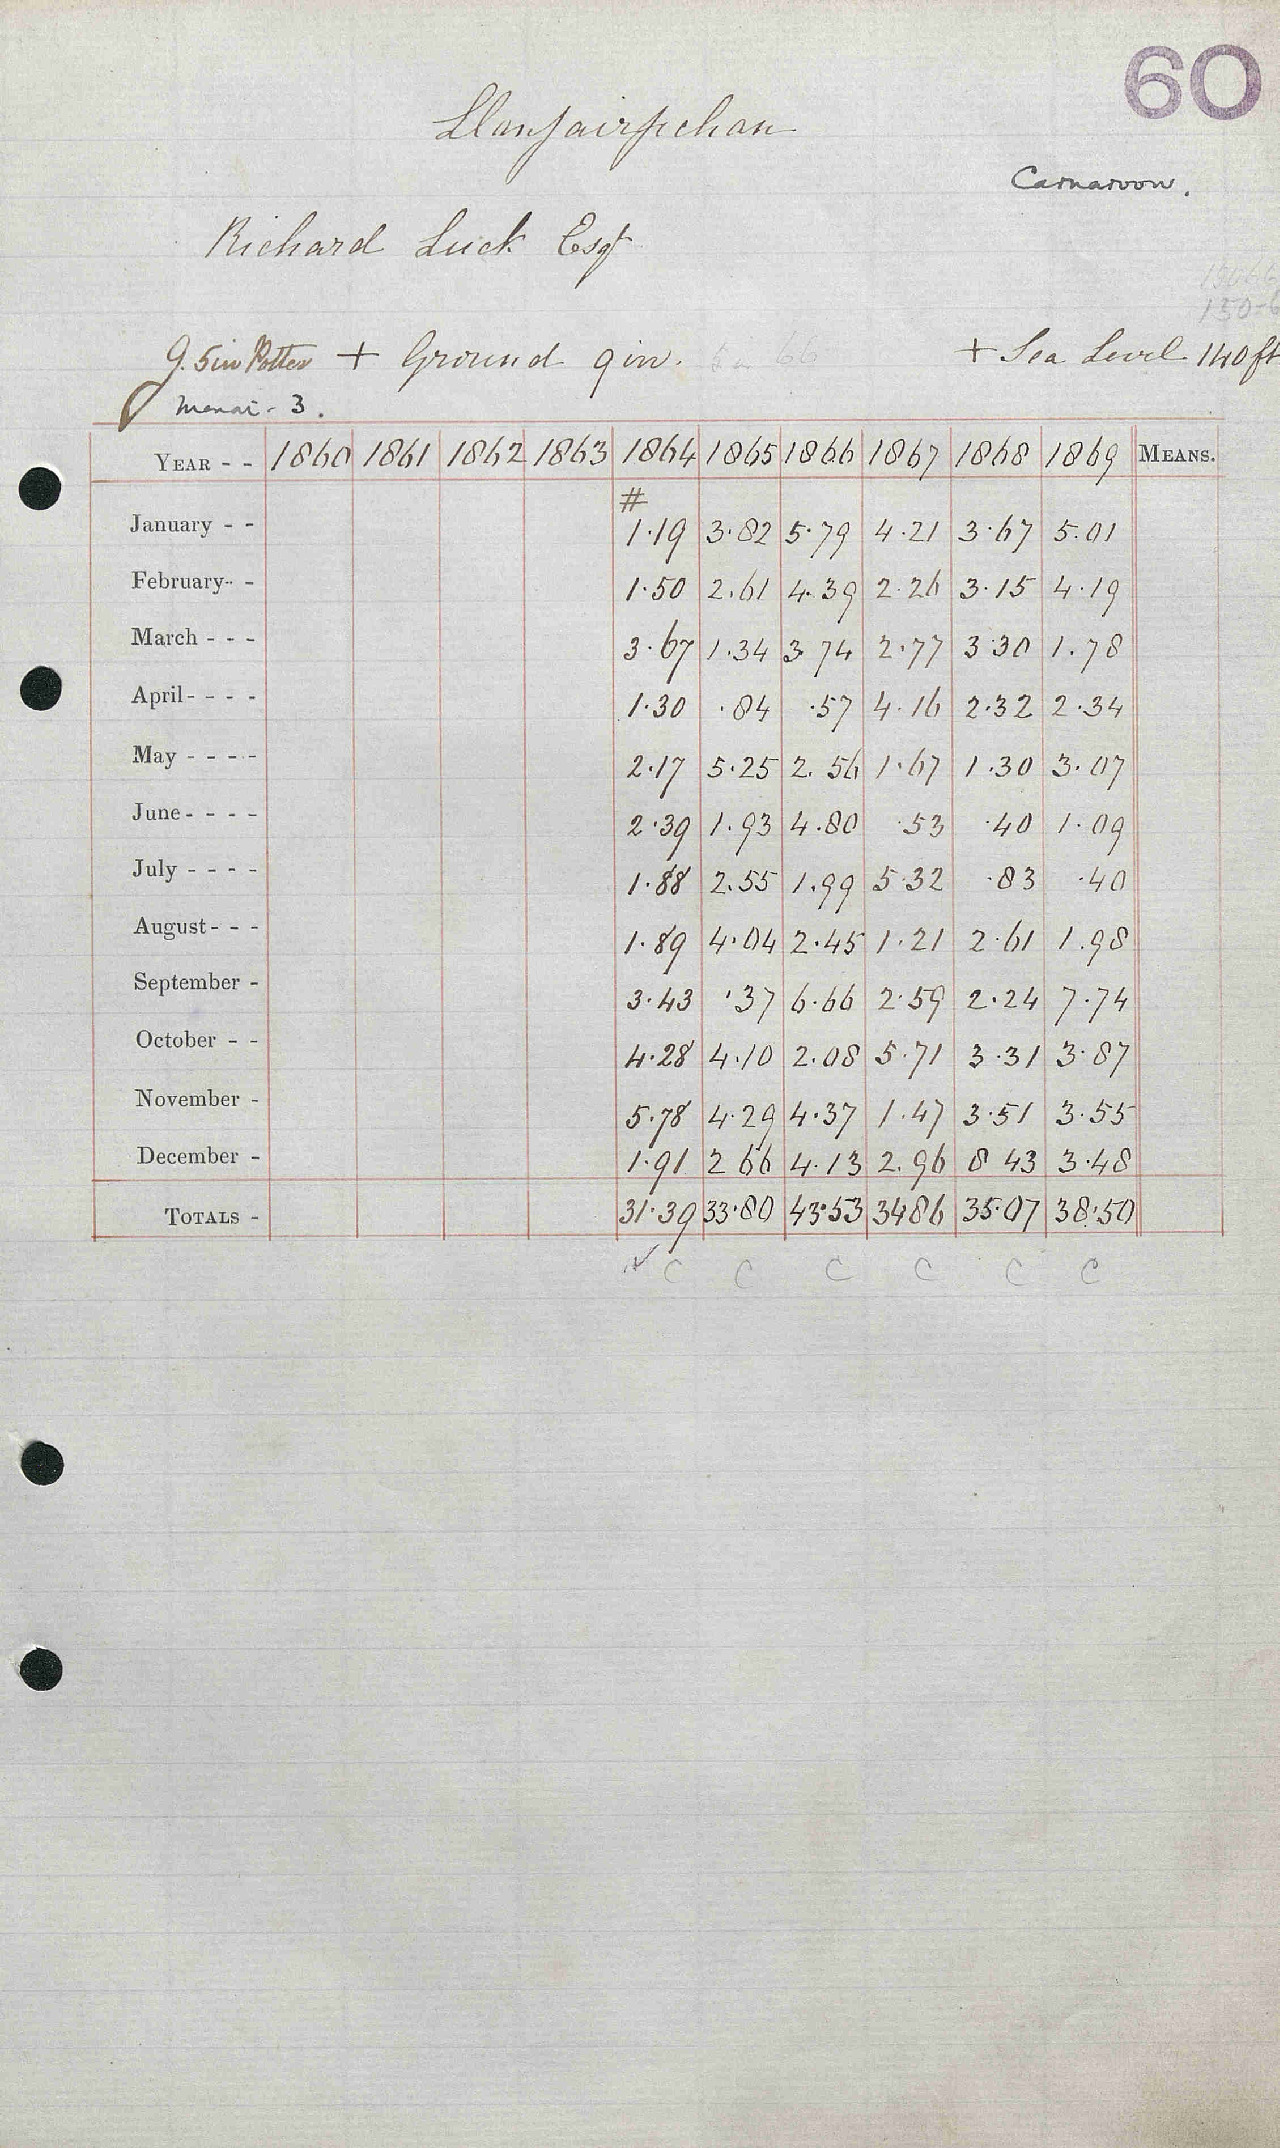 60
Llanfairfechan
Carnarvon.
Richard Luck Esqr
150-6
G. 5in Potter + Ground 9 in. + Sea Level 140 ft
Menai - 3.
YEAR - - 1860 1861 1862 1863 1864 1865 1866 1867 1868 1869 MEANS.
#
January - - 1.19 3.82 5.79 4.21 3.67 5.01
February - - 1.50 2.61 4.39 2.26 3.15 4.19
March - - - 3.67 1.34 3 74 2.77 3 30 1.78
April - - - - 1.30 .84 .57 4.16 2.32 2.34
May - - - - 2.17 5.25 2.56 1.67 1.30 3.07
June - - - - 2.39 1.93 4.80 .53 .40 1.09
July - - - - 1.88 2.55 1.99 5.32 .83 .40
August - - - 1.89 4.04 2.45 1.21 2.61 1.98
September - 3.43 .37 6.66 2.59 2.24 7.74
October - - 4.28 4.10 2.08 5.71 3.31 3.87
November - 5.78 4.29 4.37 1.47 3.51 3.55
December - 1.91 2 66 4.13 2.96 8 43 3.48
TOTALS - 31.39 33.80 43.53 3486 35.07 38.50
✓ C C C C C C